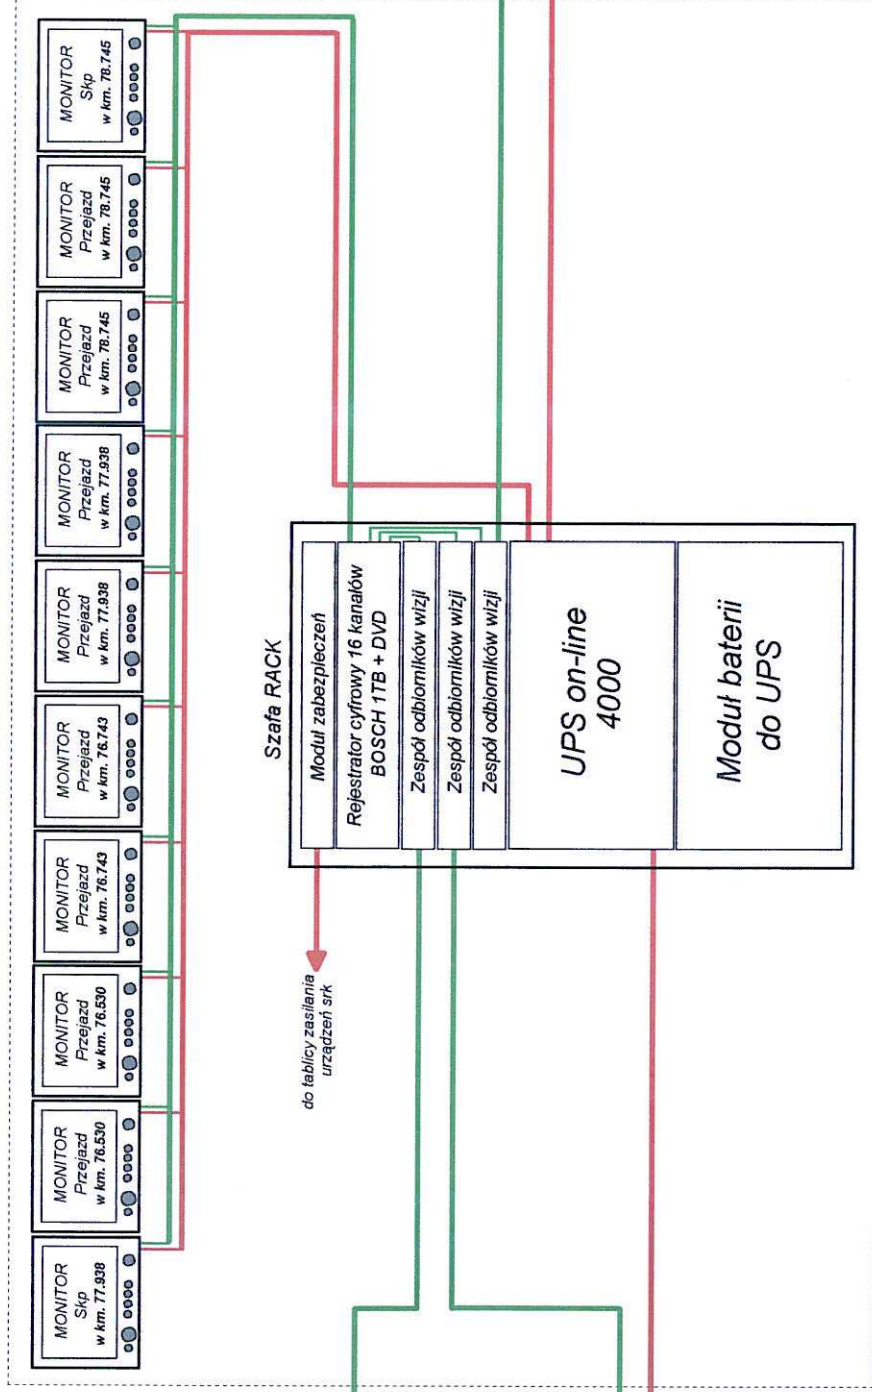 MONITOR
Skp
w km. 77.938
MONITOR
Przejazd
w km. 76.530
MONITOR
Przejazd
w km. 76.530
MONITOR
Przejazd
w km. 76.743
MONITOR
Przejazd
w km. 76.743
MONITOR
Przejazd
w km. 77.938
MONITOR
Przejazd
w km. 77.938
MONITOR
Przejazd
w km. 78.745
MONITOR
Przejazd
w km. 78.745
MONITOR
Skp
w km. 78.745
Szafa RACK
Moduł zabezpieczeń
Rejestrator cyfrowy 16 kanałów
BOSCH 1TB + DVD
Zespół odbiorników wizji
Zespół odbiorników wizji
Zespół odbiorników wizji
UPS on-line
4000
Moduł baterii
do UPS
do tablicy zasilania
urządzeń srk